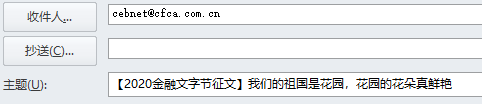 收件人...
cebnet@cfca.com.cn
抄送(C)...
主题(U):
【2020金融文字节征文】我们的祖国是花园，花园的花朵真鲜艳